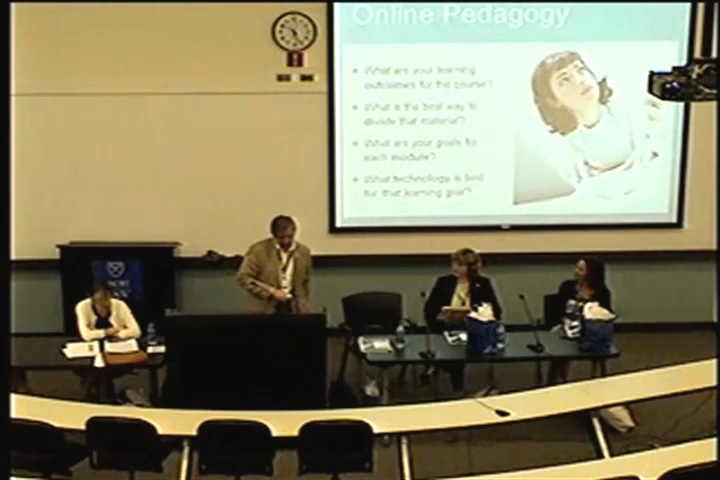 Online Pedagogy
• What are your learning
outcomes for the course?
• What is the best way to
divide that material?
• What are your goals for
each module?
• What technology is best
for that learning goal?